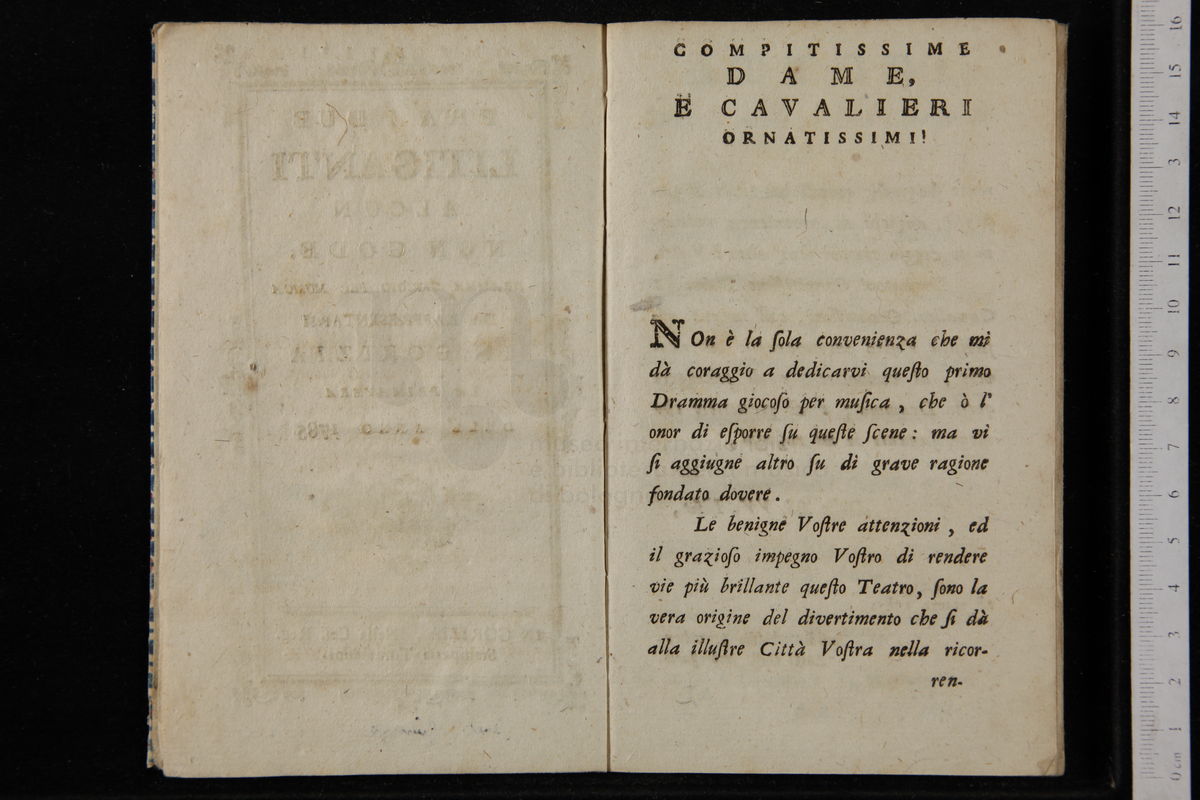 COMPITISSIME
DAME,
E CAVALIERI
ORNATISSIMI!
NOn è la ſola convenienza che mi
dà coraggio a dedicarvi queſto primo
Dramma giocoſo per muſica , che ò l'
onor di eſporre ſu queſte ſcene : ma vi
ſi aggiugne altro ſu di grave ragione
fondato dovere .
Le benigne Voſtre attenzioni , ed
il grazioſo impegno Voſtro di rendere
vie più brillante queſto Teatro, ſono la
vera origine del divertimento che ſi dà
alla illuſtre Città Voſtra nella ricor-
ren-